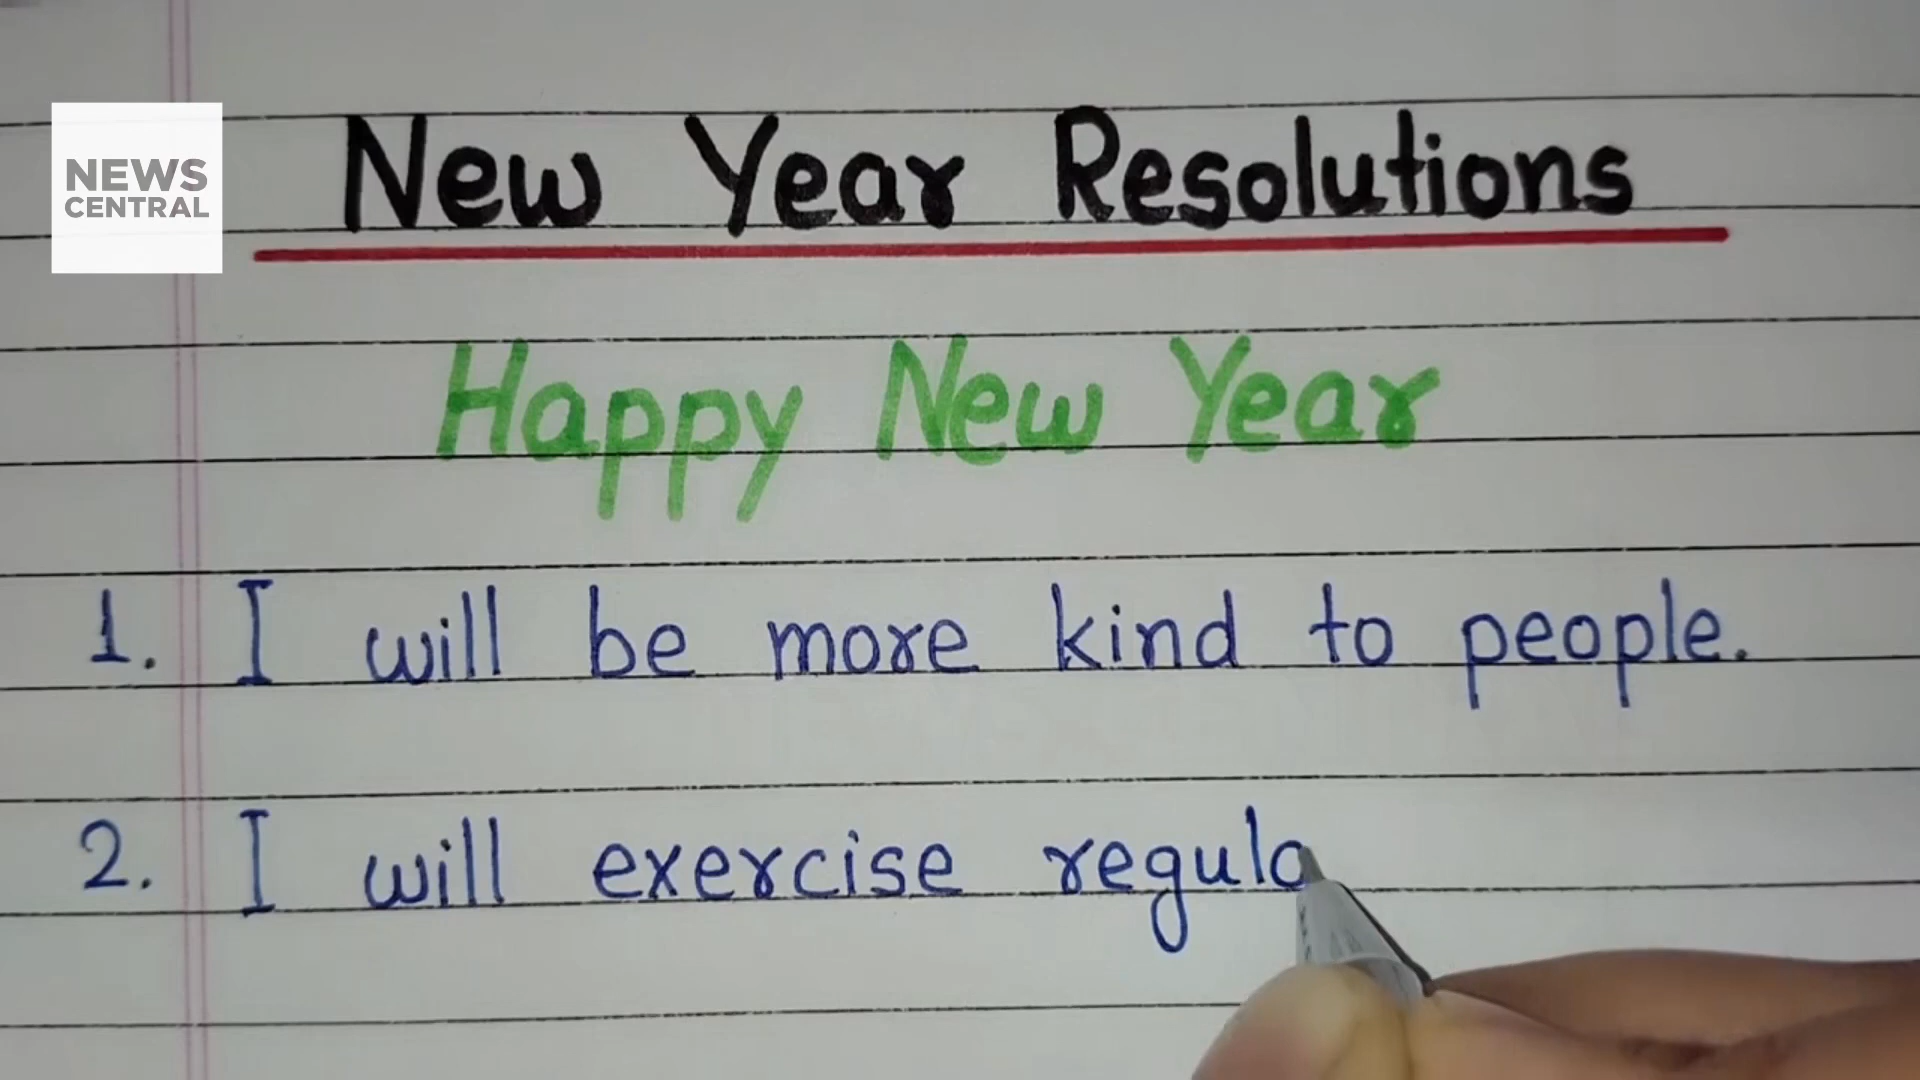 NEWS
CENTRAL
New Year Resolutions
Happy New Year
1. I will be more kind to people.
2. I will exercise regula